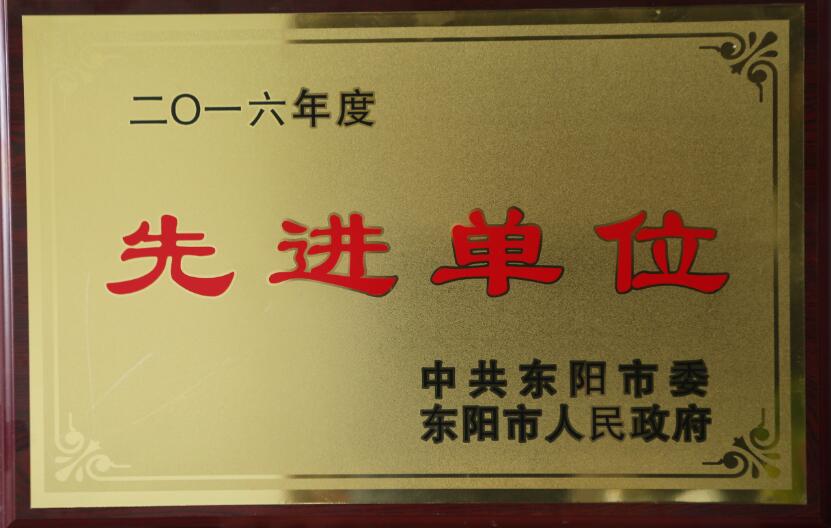 二〇一六年度
先进单位
中共东阳市委
东阳市人民政府